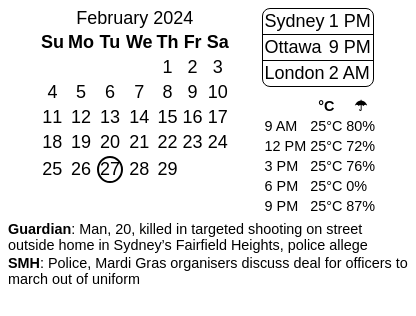 February 2024
Su Mo Tu We Th Fr Sa
1 2 3
4 5 6 7 8 9 10
11 12 13 14 15 16 17
18 19 20 21 22 23 24
25 26 27 28 29
Sydney 1 PM
Ottawa 9 PM
London 2 AM
°C ☂
9 AM 25°C 80%
12 PM 25°C 72%
3 PM 25°C 76%
6 PM 25°C 0%
9 PM 25°C 87%
Guardian: Man, 20, killed in targeted shooting on street
outside home in Sydney's Fairfield Heights, police allege
SMH: Police, Mardi Gras organisers discuss deal for officers to
march out of uniform